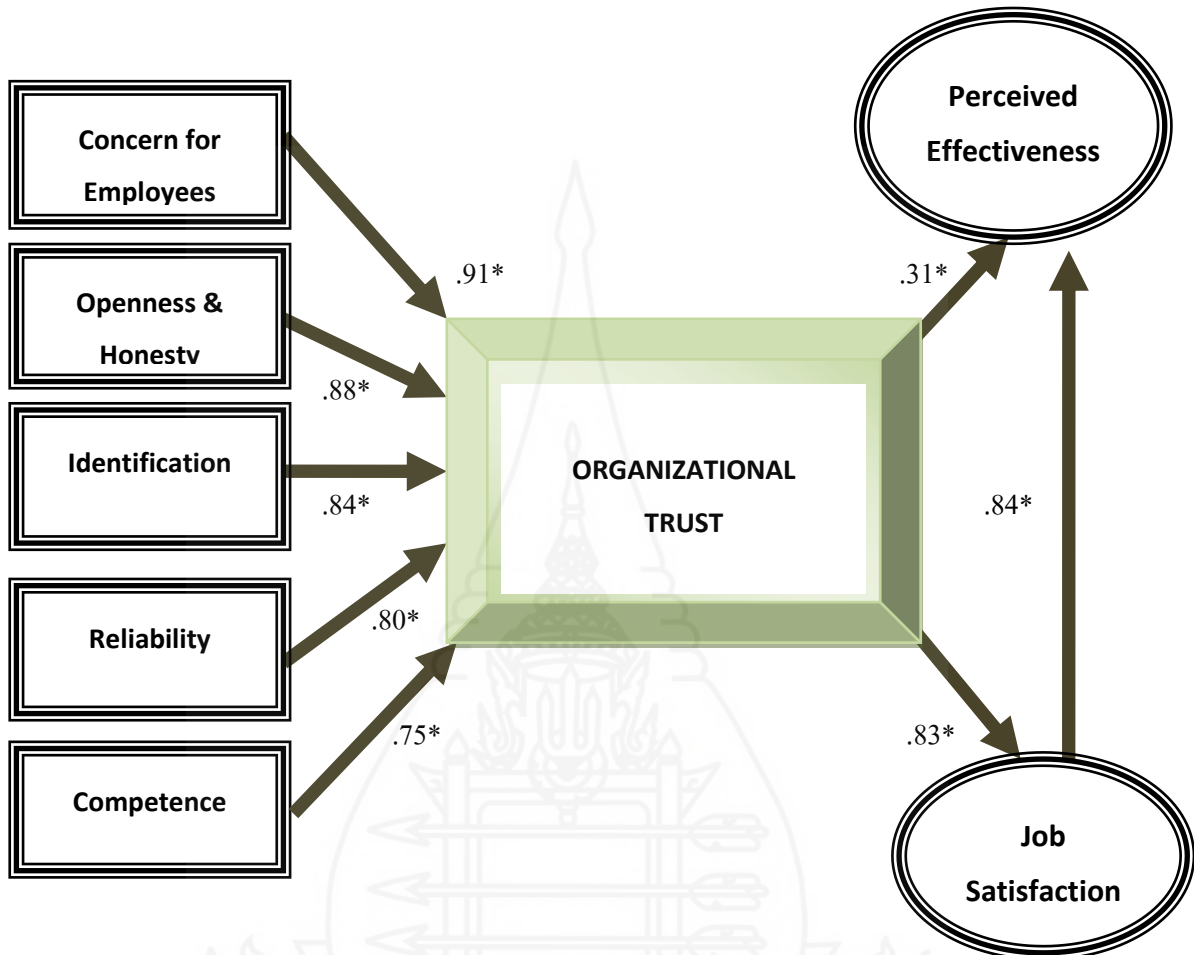 Concern for
Employees
Openness &
Honesty
Identification
Reliability
Competence
.91*
.88*
.84*
.80*
.75*
ORGANIZATIONAL
TRUST
.31*
.83*
.84*
Perceived
Effectiveness
Job
Satisfaction